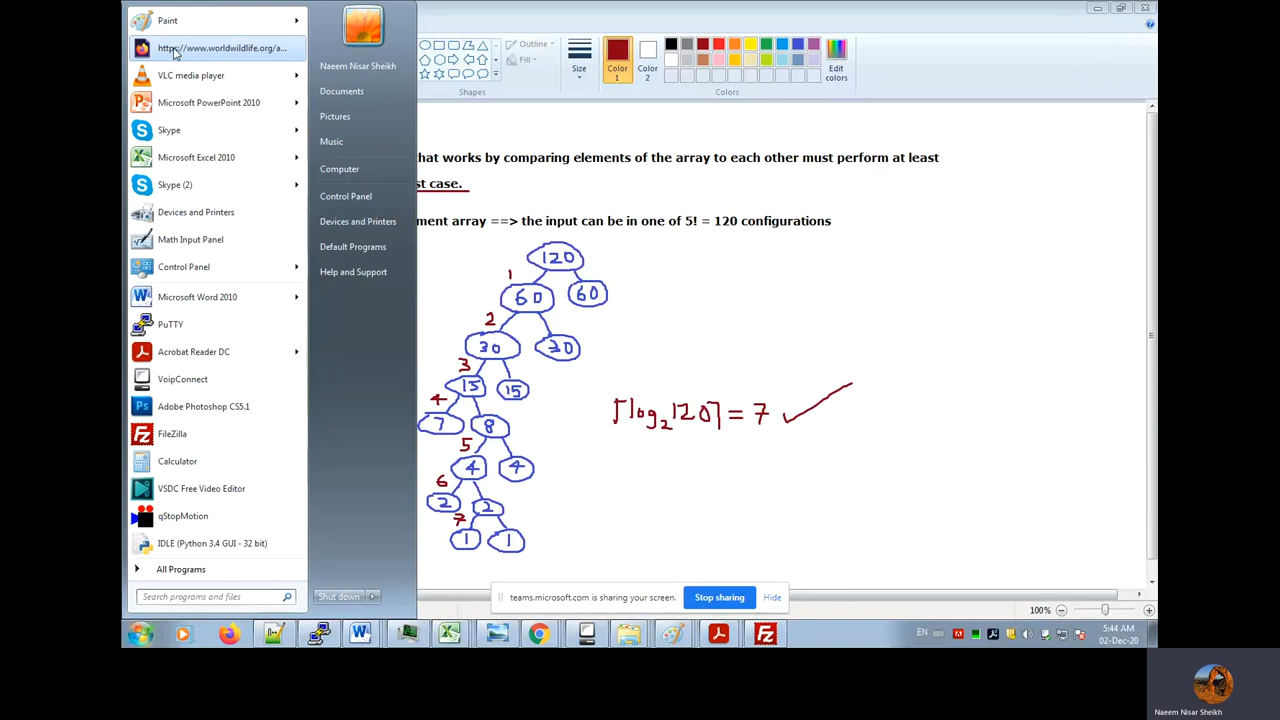 Paint
https://www.worldwildlife.org/a...
VLC media player
Microsoft PowerPoint 2010
Skype
Microsoft Excel 2010
Skype (2)
Devices and Printers
Math Input Panel
Control Panel
Microsoft Word 2010
PuTTY
Acrobat Reader DC
VoipConnect
Adobe Photoshop CS5.1
FileZilla
Calculator
VSDC Free Video Editor
qStopMotion
IDLE (Python 3.4 GUI - 32 bit)
All Programs
Search programs and files
Naeem Nisar Sheikh
Documents
Pictures
Music
Computer
Control Panel
Devices and Printers
Default Programs
Help and Support
Shut down
Outline
Fill
Shapes
Size
Color 1
Color 2
Edit colors
Colors
hat works by comparing elements of the array to each other must perform at least
st case.
ment array ==> the input can be in one of 5! = 120 configurations
120
1
60 60
2
30 30
3
15 15
4
7 8
5
4 4
6
2 2
7
1 1
⌈log₂120⌉ = 7 ✓
teams.microsoft.com is sharing your screen. Stop sharing Hide
100%
EN
5:44 AM
02-Dec-20
Naeem Nisar Sheikh